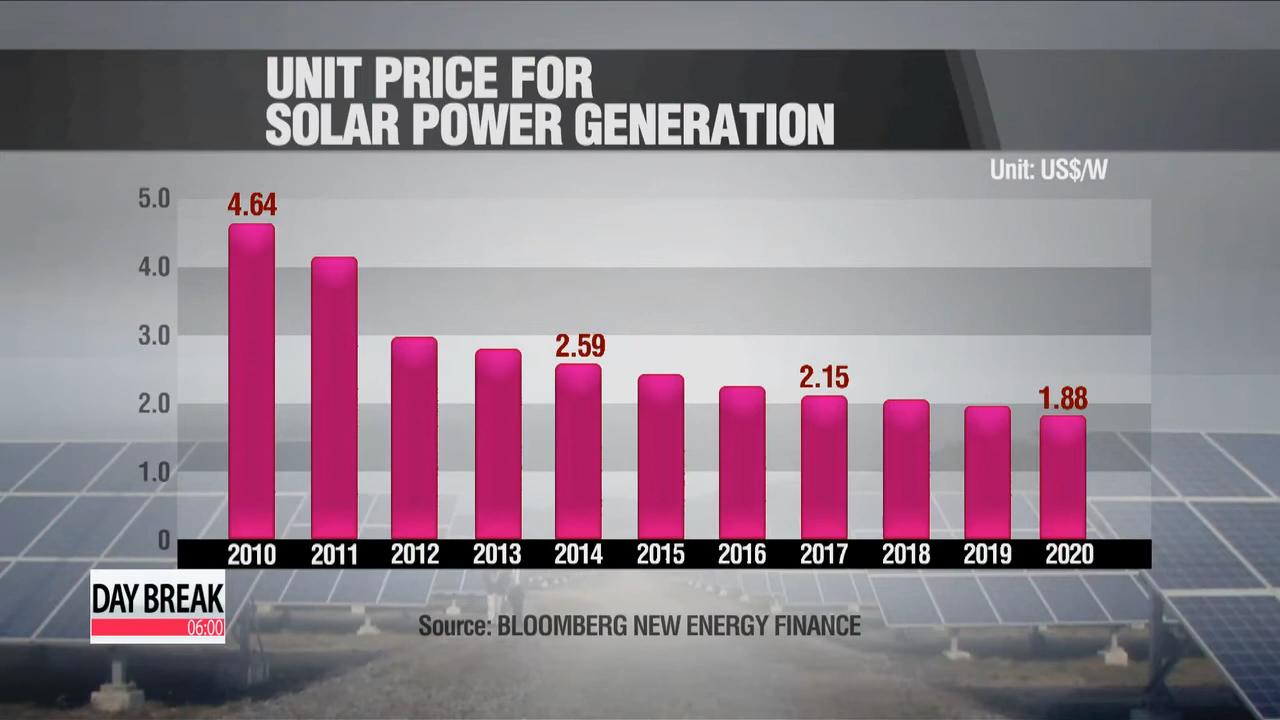 UNIT PRICE FOR
SOLAR POWER GENERATION
Unit: US$/W
5.0
4.0
3.0
2.0
1.0
0
4.64
2.59
2.15
1.88
2010 2011 2012 2013 2014 2015 2016 2017 2018 2019 2020
DAY BREAK
06:00
Source: BLOOMBERG NEW ENERGY FINANCE